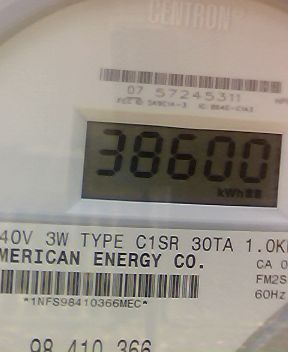 CENTRON
07 57245311
38600
kWh
40V 3W TYPE C1SR 30TA 1.0K
MERICAN ENERGY CO.
CA 0
FM2S
60Hz
*1NFS98410366MEC*
98 410 366